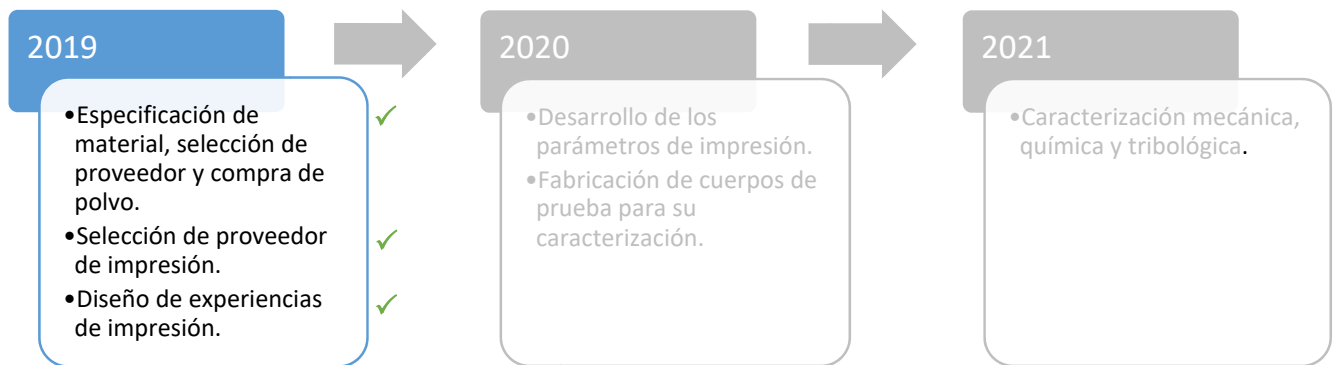 2019
•Especificación de
material, selección de
proveedor y compra de
polvo.
•Selección de proveedor
de impresión.
•Diseño de experiencias
de impresión.
2020
•Desarrollo de los
parámetros de impresión.
•Fabricación de cuerpos de
prueba para su
caracterización.
2021
•Caracterización mecánica,
química y tribológica.